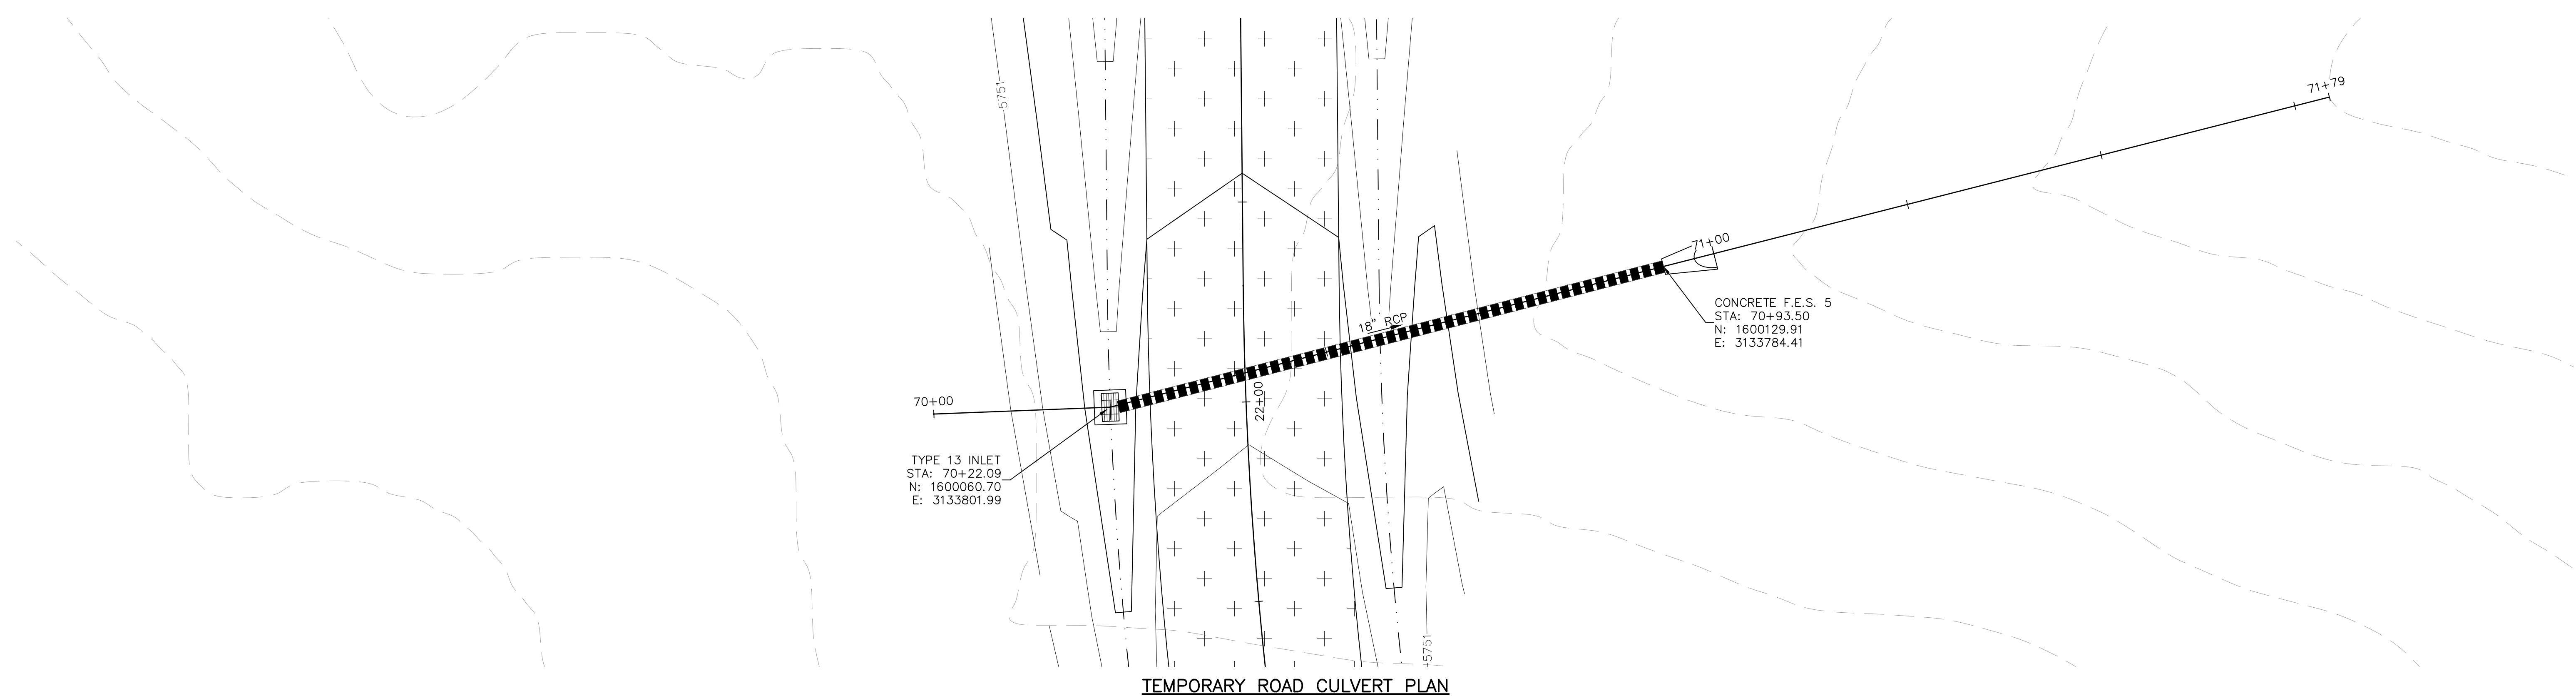 5751
71+79
71+00
CONCRETE F.E.S. 5
STA: 70+93.50
N: 1600129.91
E: 3133784.41
18" RCP
70+00
22+00
TYPE 13 INLET
STA: 70+22.09
N: 1600060.70
E: 3133801.99
5751
TEMPORARY ROAD CULVERT PLAN